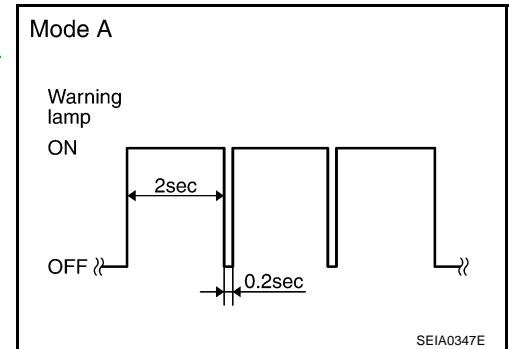 Mode A
Warning
lamp
ON
2sec
OFF
0.2sec
SEIA0347E